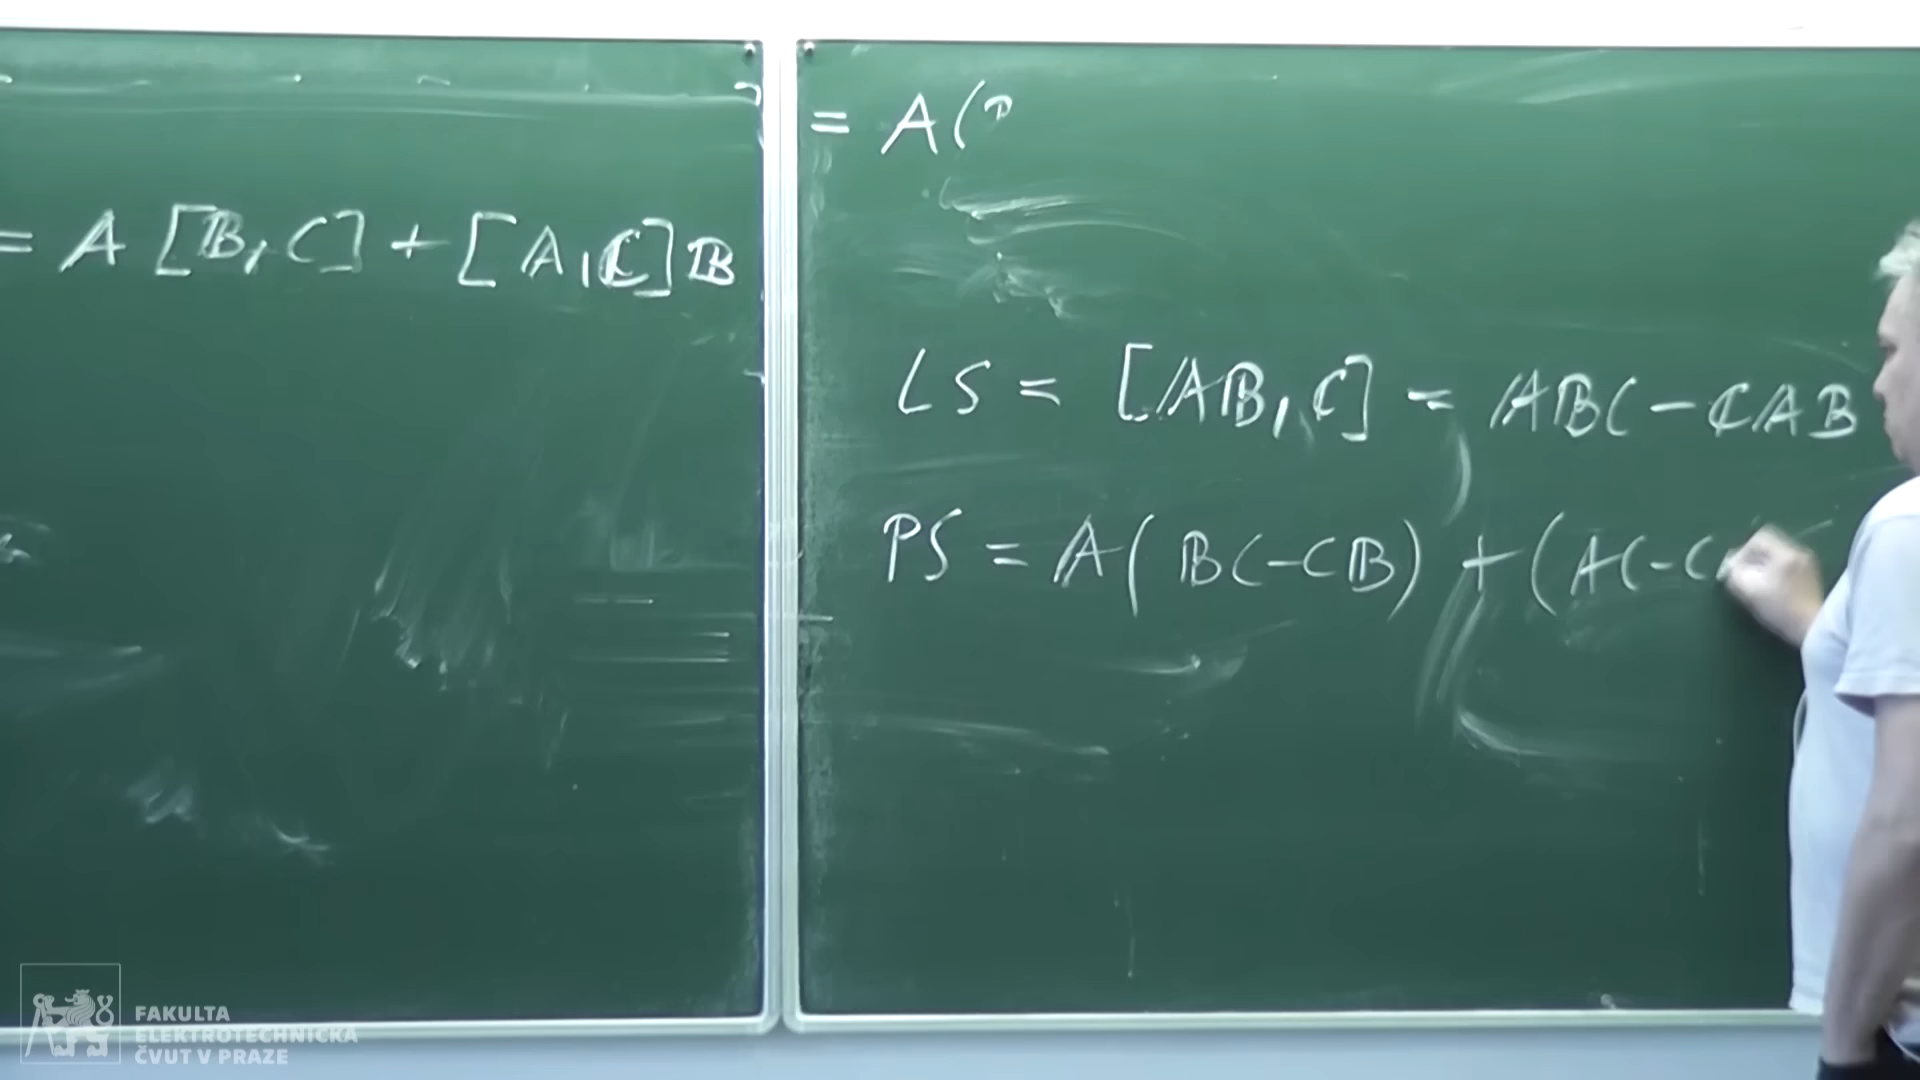 = A [B, C] + [A, C] B
= A (
LS = [AB, C] = ABC - CAB
PS = A ( BC - CB ) + ( AC - C
FAKULTA
ELEKTROTECHNICKÁ
ČVUT V PRAZE